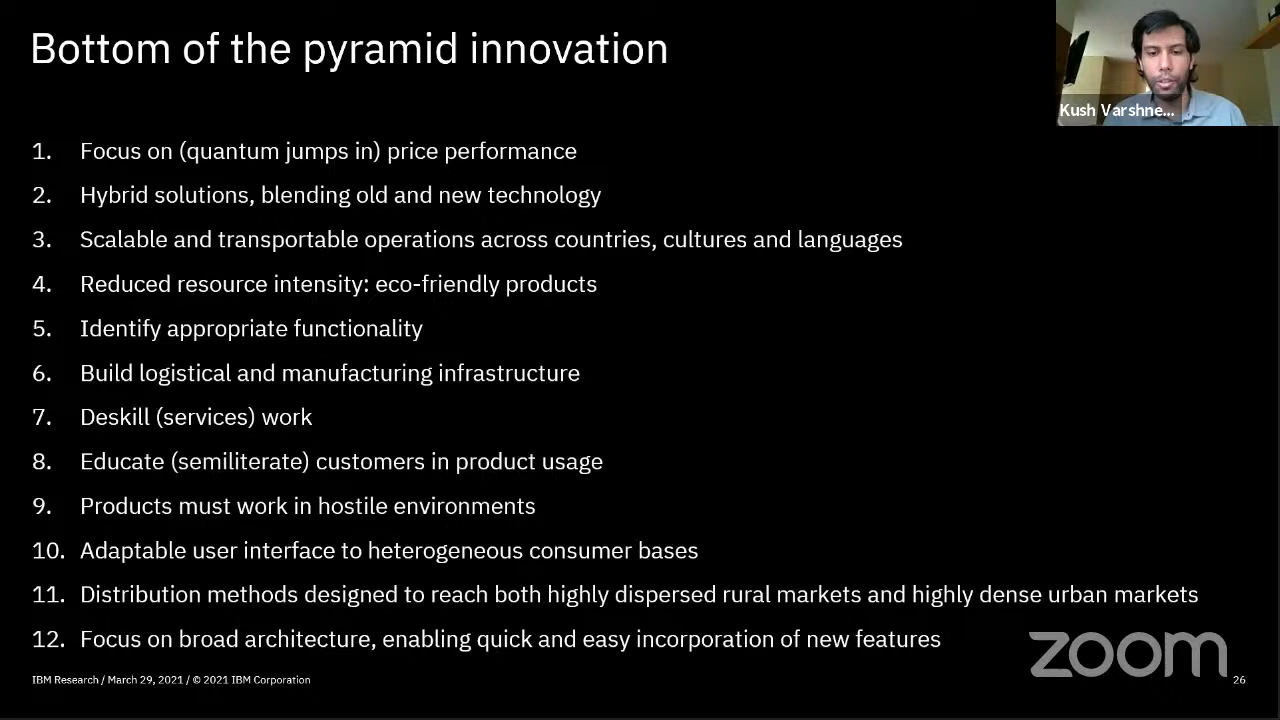 Bottom of the pyramid innovation
Kush Varshne...
1. Focus on (quantum jumps in) price performance
2. Hybrid solutions, blending old and new technology
3. Scalable and transportable operations across countries, cultures and languages
4. Reduced resource intensity: eco-friendly products
5. Identify appropriate functionality
6. Build logistical and manufacturing infrastructure
7. Deskill (services) work
8. Educate (semiliterate) customers in product usage
9. Products must work in hostile environments
10. Adaptable user interface to heterogeneous consumer bases
11. Distribution methods designed to reach both highly dispersed rural markets and highly dense urban markets
12. Focus on broad architecture, enabling quick and easy incorporation of new features
zoom
IBM Research / March 29, 2021 / © 2021 IBM Corporation
26